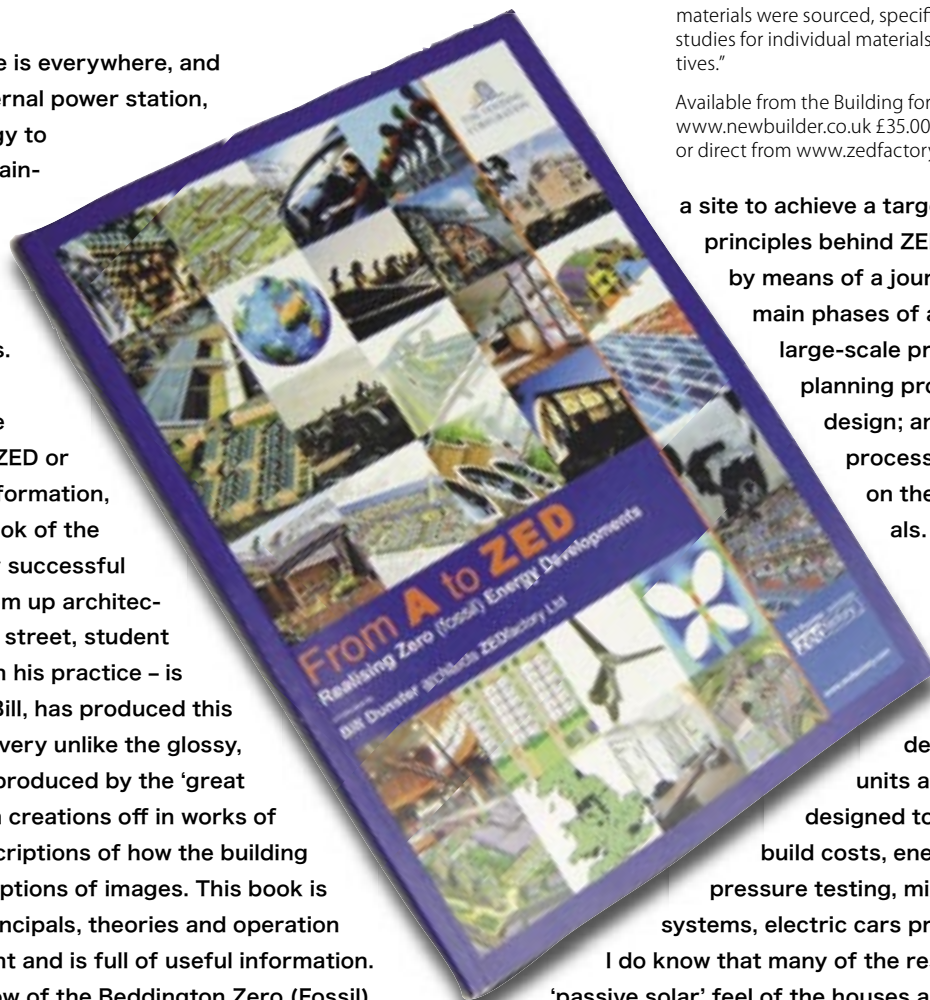 e is everywhere, and
ernal power station,
gy to
ain-
s.
e
ZED or
formation,
ok of the
successful
m up architec-
street, student
his practice – is
Bill, has produced this
very unlike the glossy,
produced by the ‘great
creations off in works of
criptions of how the building
ptions of images. This book is
ncipals, theories and operation
nt and is full of useful information.
ow of the Beddington Zero (Fossil)
THE HOUSING
CORPORATION
From A to ZED
Realising Zero (fossil) Energy Developments
Bill Dunster architects ZEDfactory Ltd
www.zedfactory.com
materials were sourced, specif
studies for individual materials
tives.”
Available from the Building for
www.newbuilder.co.uk £35.00
or direct from www.zedfactory
a site to achieve a targ
principles behind ZE
by means of a jour
main phases of a
large-scale pr
planning pro
design; an
process
on the
als.
de
units a
designed to
build costs, ene
pressure testing, mi
systems, electric cars pr
I do know that many of the re
‘passive solar’ feel of the houses a